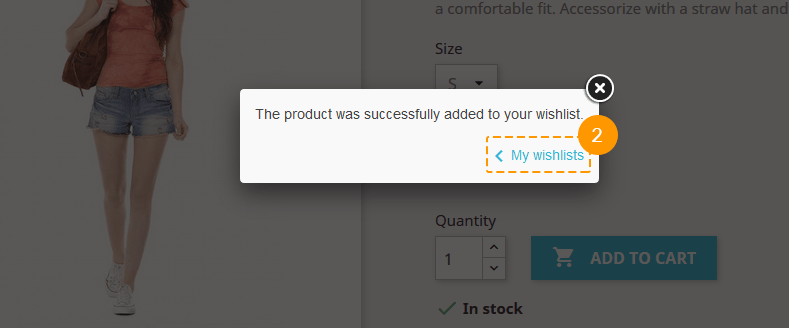 a comfortable fit. Accessorize with a straw hat and
Size
S
The product was successfully added to your wishlist.
2
My wishlists
Quantity
1
ADD TO CART
In stock